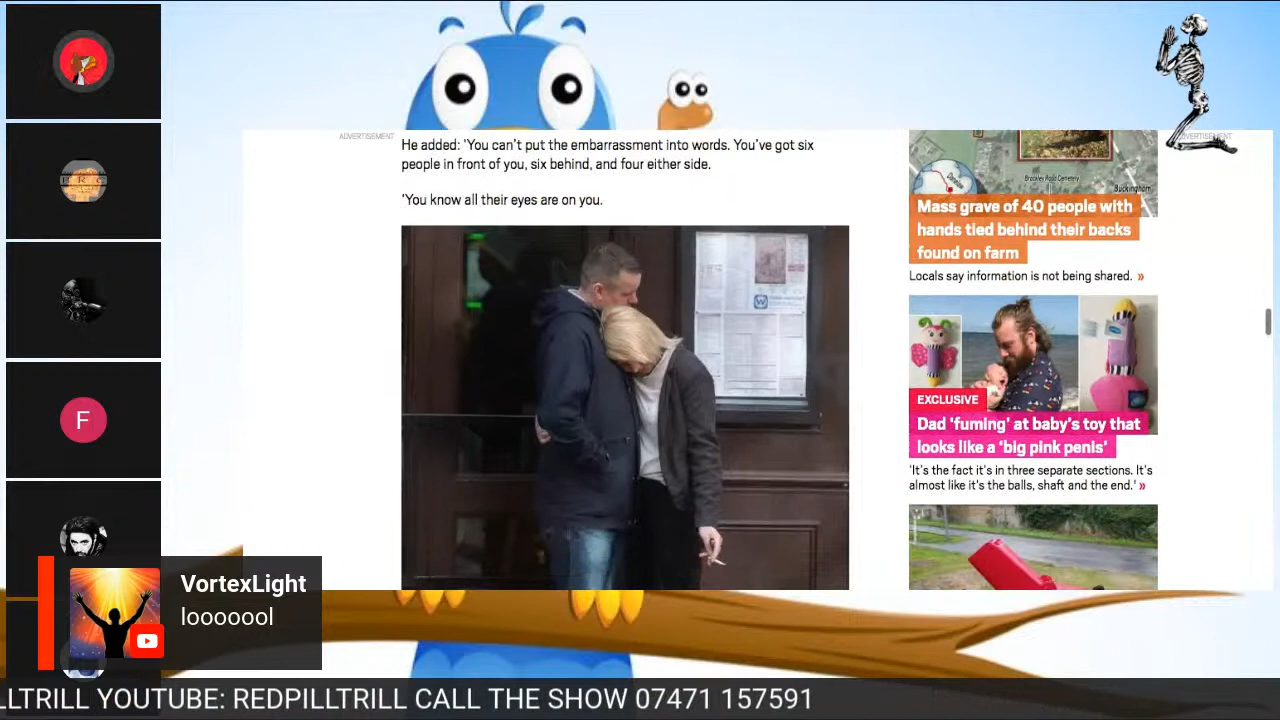 ADVERTISEMENT
He added: ‘You can’t put the embarrassment into words. You’ve got six
people in front of you, six behind, and four either side.
‘You know all their eyes are on you.
ADVERTISEMENT
Brackley Road Cemetery
Buckingham
Mass grave of 40 people with
hands tied behind their backs
found on farm
Locals say information is not being shared. »
EXCLUSIVE
Dad ‘fuming’ at baby’s toy that
looks like a ‘big pink penis’
‘It’s the fact it’s in three separate sections. It’s
almost like it’s the balls, shaft and the end.’ »
F
VortexLight
looooool
LLTRILL YOUTUBE: REDPILLTRILL CALL THE SHOW 07471 157591